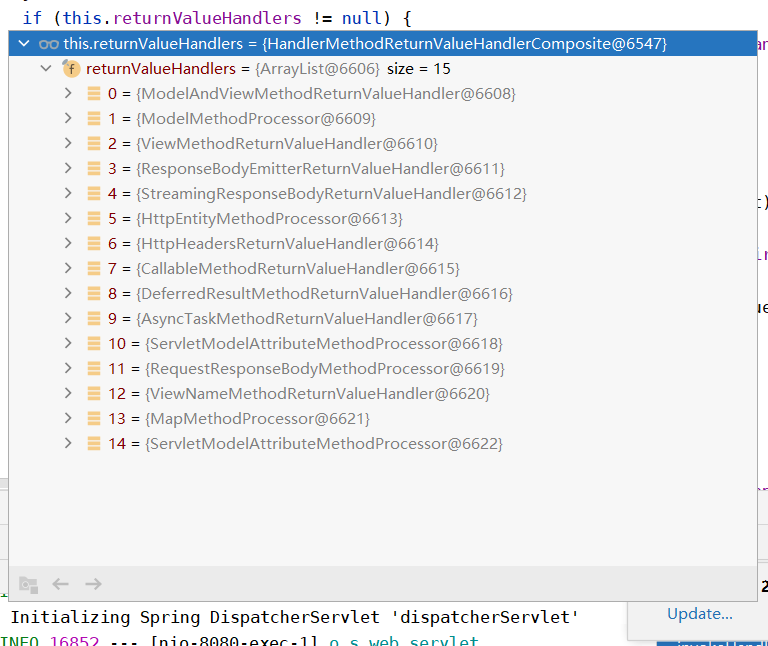 if (this.returnValueHandlers != null) {
this.returnValueHandlers = {HandlerMethodReturnValueHandlerComposite@6547}
f returnValueHandlers = {ArrayList@6606} size = 15
0 = {ModelAndViewMethodReturnValueHandler@6608}
1 = {ModelMethodProcessor@6609}
2 = {ViewMethodReturnValueHandler@6610}
3 = {ResponseBodyEmitterReturnValueHandler@6611}
4 = {StreamingResponseBodyReturnValueHandler@6612}
5 = {HttpEntityMethodProcessor@6613}
6 = {HttpHeadersReturnValueHandler@6614}
7 = {CallableMethodReturnValueHandler@6615}
8 = {DeferredResultMethodReturnValueHandler@6616}
9 = {AsyncTaskMethodReturnValueHandler@6617}
10 = {ServletModelAttributeMethodProcessor@6618}
11 = {RequestResponseBodyMethodProcessor@6619}
12 = {ViewNameMethodReturnValueHandler@6620}
13 = {MapMethodProcessor@6621}
14 = {ServletModelAttributeMethodProcessor@6622}
Initializing Spring DispatcherServlet 'dispatcherServlet'
Update...
INFO 16852 --- [nio-8080-exec-1] o.s.web.servlet